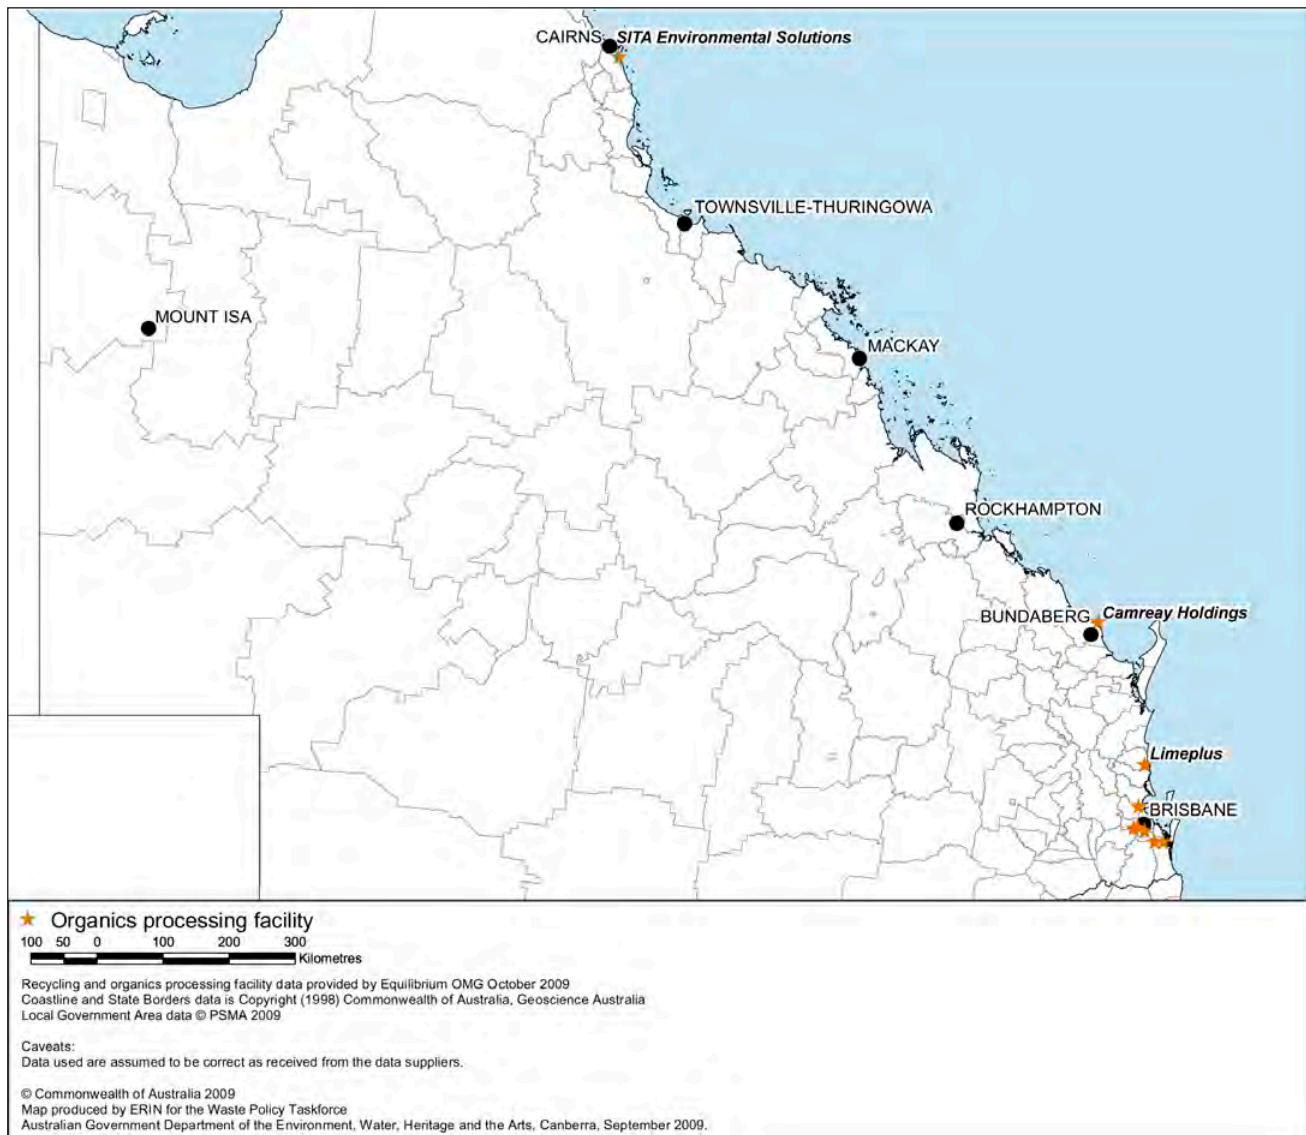 CAIRNS SITA Environmental Solutions
TOWNSVILLE-THURINGOWA
MOUNT ISA
MACKAY
ROCKHAMPTON
BUNDABERG Camreay Holdings
Limeplus
BRISBANE
Organics processing facility
100 50 0 100 200 300
Kilometres
Recycling and organics processing facility data provided by Equilibrium OMG October 2009
Coastline and State Borders data is Copyright (1998) Commonwealth of Australia, Geoscience Australia
Local Government Area data © PSMA 2009
Caveats:
Data used are assumed to be correct as received from the data suppliers.
© Commonwealth of Australia 2009
Map produced by ERIN for the Waste Policy Taskforce
Australian Government Department of the Environment, Water, Heritage and the Arts, Canberra, September 2009.